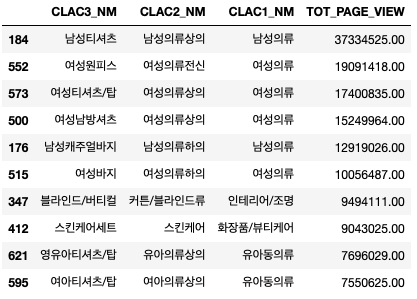 CLAC3_NM CLAC2_NM CLAC1_NM TOT_PAGE_VIEW
184 남성티셔츠 남성의류상의 남성의류 37334525.00
552 여성원피스 여성의류전신 여성의류 19091418.00
573 여성티셔츠/탑 여성의류상의 여성의류 17400835.00
500 여성남방셔츠 여성의류상의 여성의류 15249964.00
176 남성캐주얼바지 남성의류하의 남성의류 12919026.00
515 여성바지 여성의류하의 여성의류 10056487.00
347 블라인드/버티컬 커튼/블라인드류 인테리어/조명 9494111.00
412 스킨케어세트 스킨케어 화장품/뷰티케어 9043025.00
621 영유아티셔츠/탑 유아의류상의 유아동의류 7696029.00
595 여아티셔츠/탑 여아의류상의 유아동의류 7550625.00